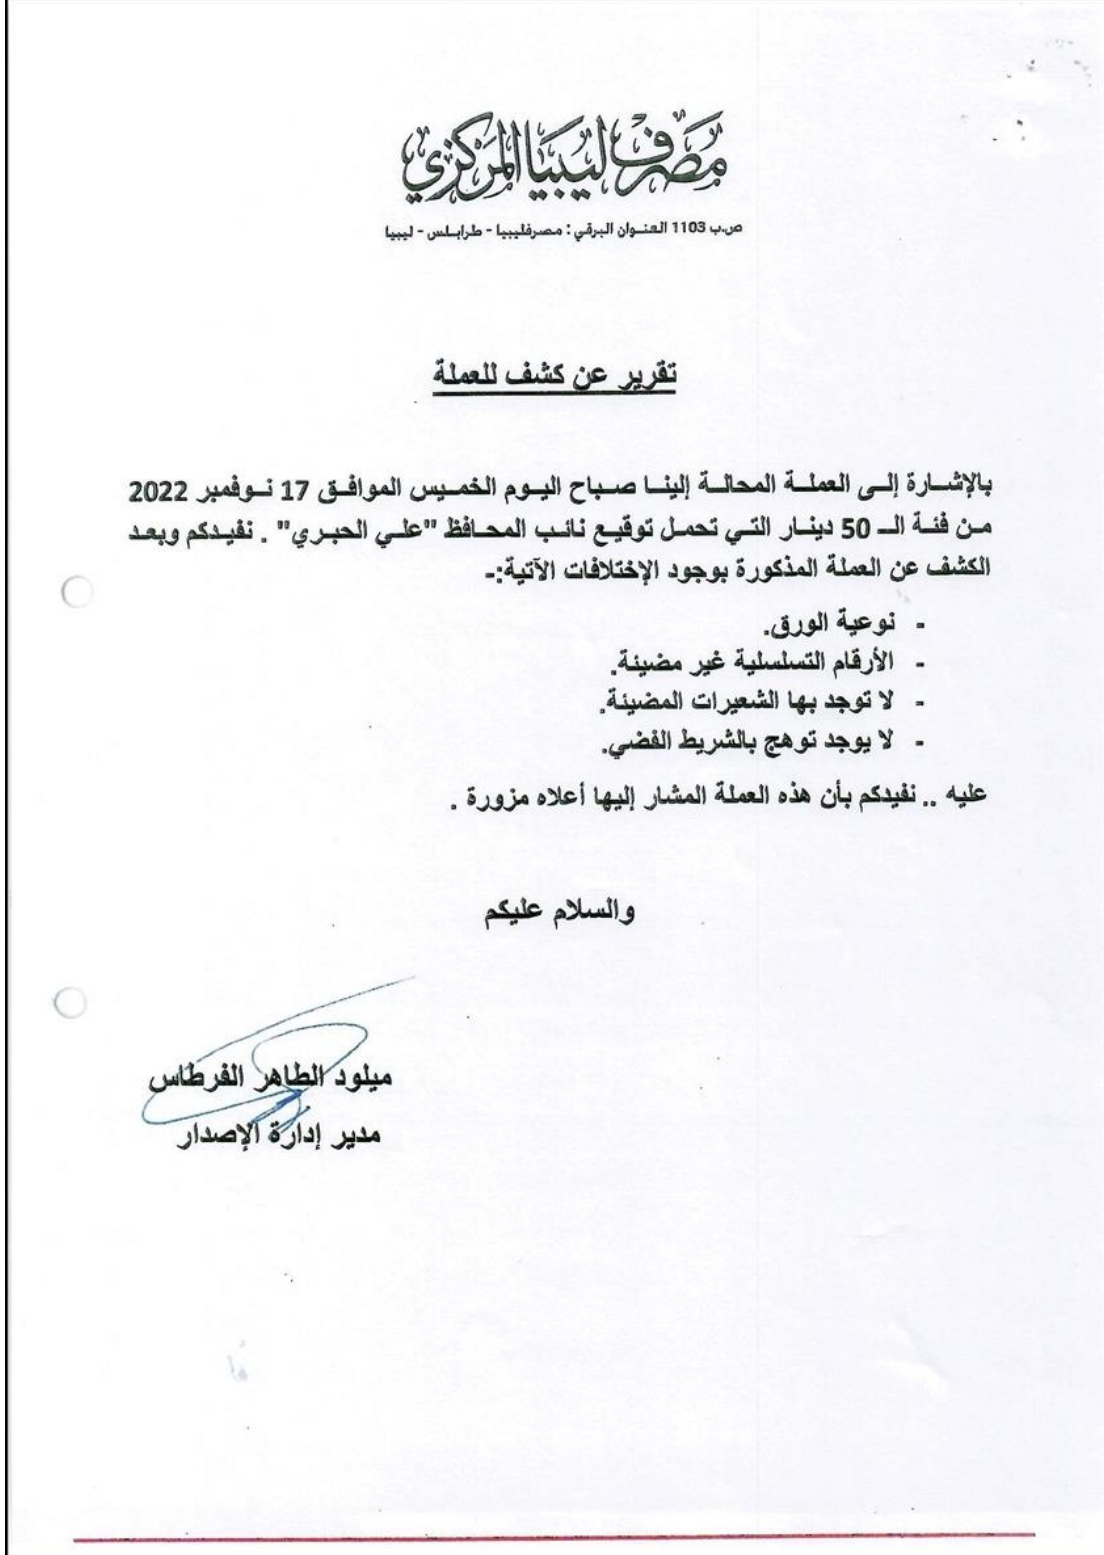 مصرف ليبيا المركزي
ص.ب 1103 العنوان البرقي : مصرفليبيا - طرابلس - ليبيا
تقرير عن كشف للعملة
بالإشارة إلى العملة المحالة إلينا صباح اليوم الخميس الموافق 17 نوفمبر 2022
من فئة الـ 50 دينار التي تحمل توقيع نائب المحافظ "علي الحبري" . نفيدكم وبعد
الكشف عن العملة المذكورة بوجود الإختلافات الآتية:-
- نوعية الورق.
- الأرقام التسلسلية غير مضيئة.
- لا توجد بها الشعيرات المضيئة.
- لا يوجد توهج بالشريط الفضي.
عليه .. نفيدكم بأن هذه العملة المشار إليها أعلاه مزورة .
والسلام عليكم
ميلود الطاهر الفرطاس
مدير إدارة الإصدار